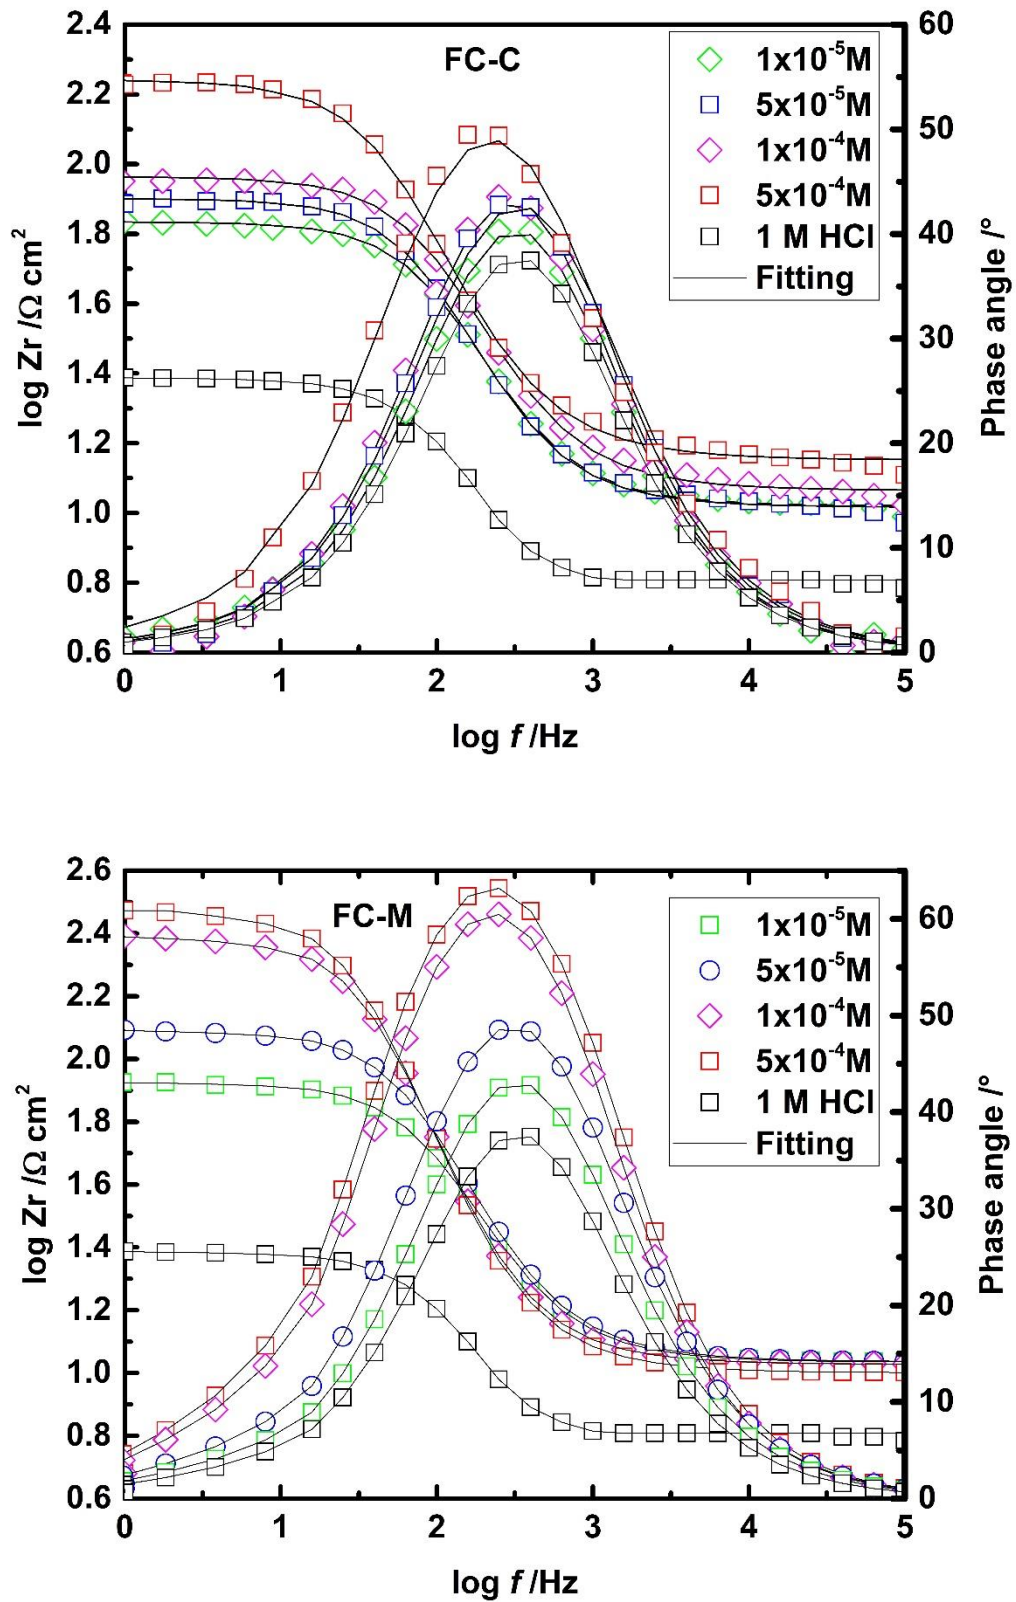 FC-C
1x10⁻⁵M
5x10⁻⁵M
1x10⁻⁴M
5x10⁻⁴M
1 M HCl
Fitting
log Zr /Ω cm²
2.4
2.2
2.0
1.8
1.6
1.4
1.2
1.0
0.8
0.6
Phase angle /°
60
50
40
30
20
10
0
0 1 2 3 4 5
log f /Hz
FC-M
1x10⁻⁵M
5x10⁻⁵M
1x10⁻⁴M
5x10⁻⁴M
1 M HCl
Fitting
log Zr /Ω cm²
2.6
2.4
2.2
2.0
1.8
1.6
1.4
1.2
1.0
0.8
0.6
Phase angle /°
60
50
40
30
20
10
0
0 1 2 3 4 5
log f /Hz